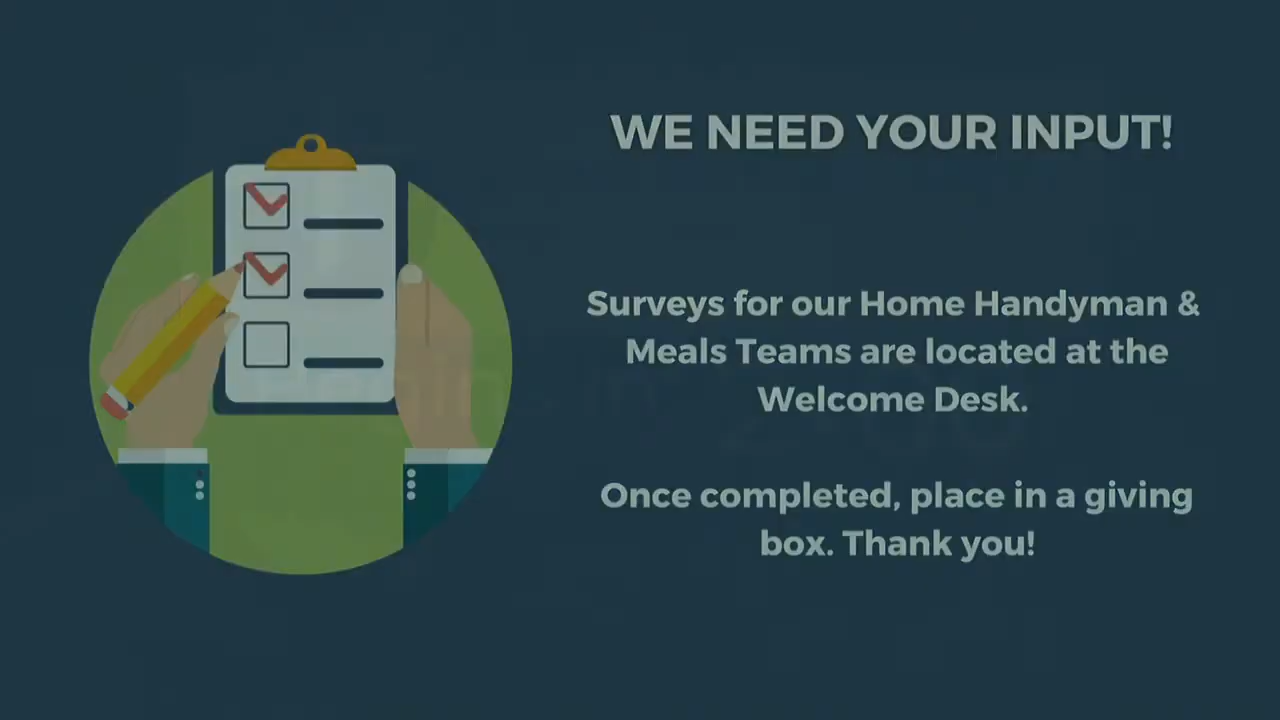 WE NEED YOUR INPUT!
Surveys for our Home Handyman &
Meals Teams are located at the
Welcome Desk.
Once completed, place in a giving
box. Thank you!